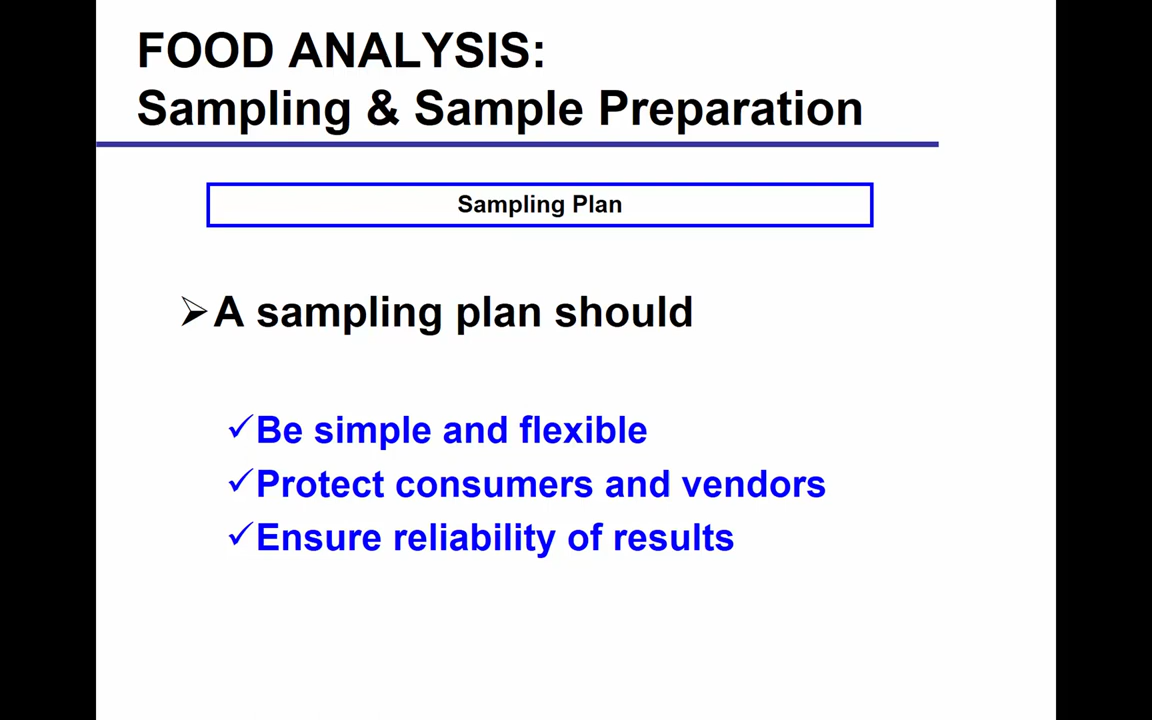 FOOD ANALYSIS:
Sampling & Sample Preparation
Sampling Plan
A sampling plan should
Be simple and flexible
Protect consumers and vendors
Ensure reliability of results